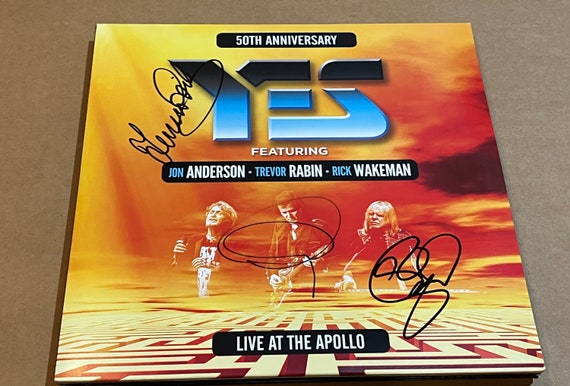 50TH ANNIVERSARY
YES
FEATURING
JON ANDERSON - TREVOR RABIN - RICK WAKEMAN
LIVE AT THE APOLLO